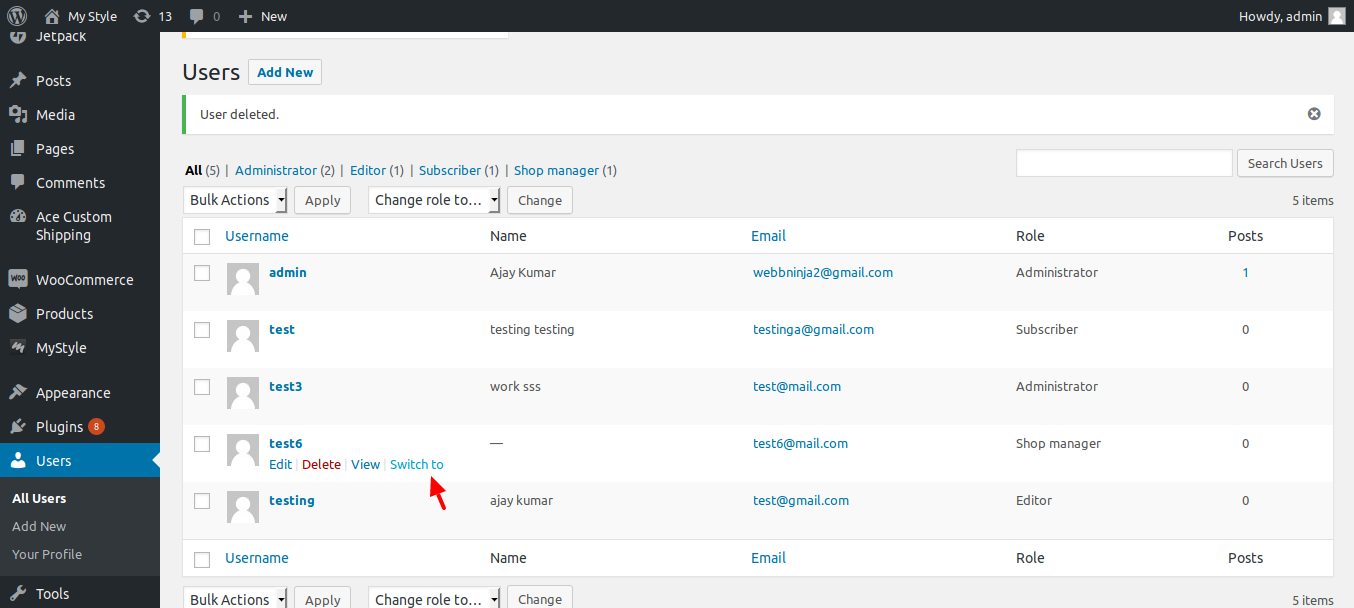 My Style 13 0 New Howdy, admin
Jetpack
Posts
Media
Pages
Comments
Ace Custom
Shipping
WooCommerce
Products
MyStyle
Appearance
Plugins 8
Users
All Users
Add New
Your Profile
Tools
Users Add New
User deleted.
All (5) | Administrator (2) | Editor (1) | Subscriber (1) | Shop manager (1)
Search Users
Bulk Actions Apply Change role to... Change 5 items
Username Name Email Role Posts
admin Ajay Kumar webbninja2@gmail.com Administrator 1
test testing testing testinga@gmail.com Subscriber 0
test3 work sss test@mail.com Administrator 0
test6 — test6@mail.com Shop manager 0
Edit | Delete | View | Switch to
testing ajay kumar test@gmail.com Editor 0
Username Name Email Role Posts
Bulk Actions Apply Change role to... Change 5 items